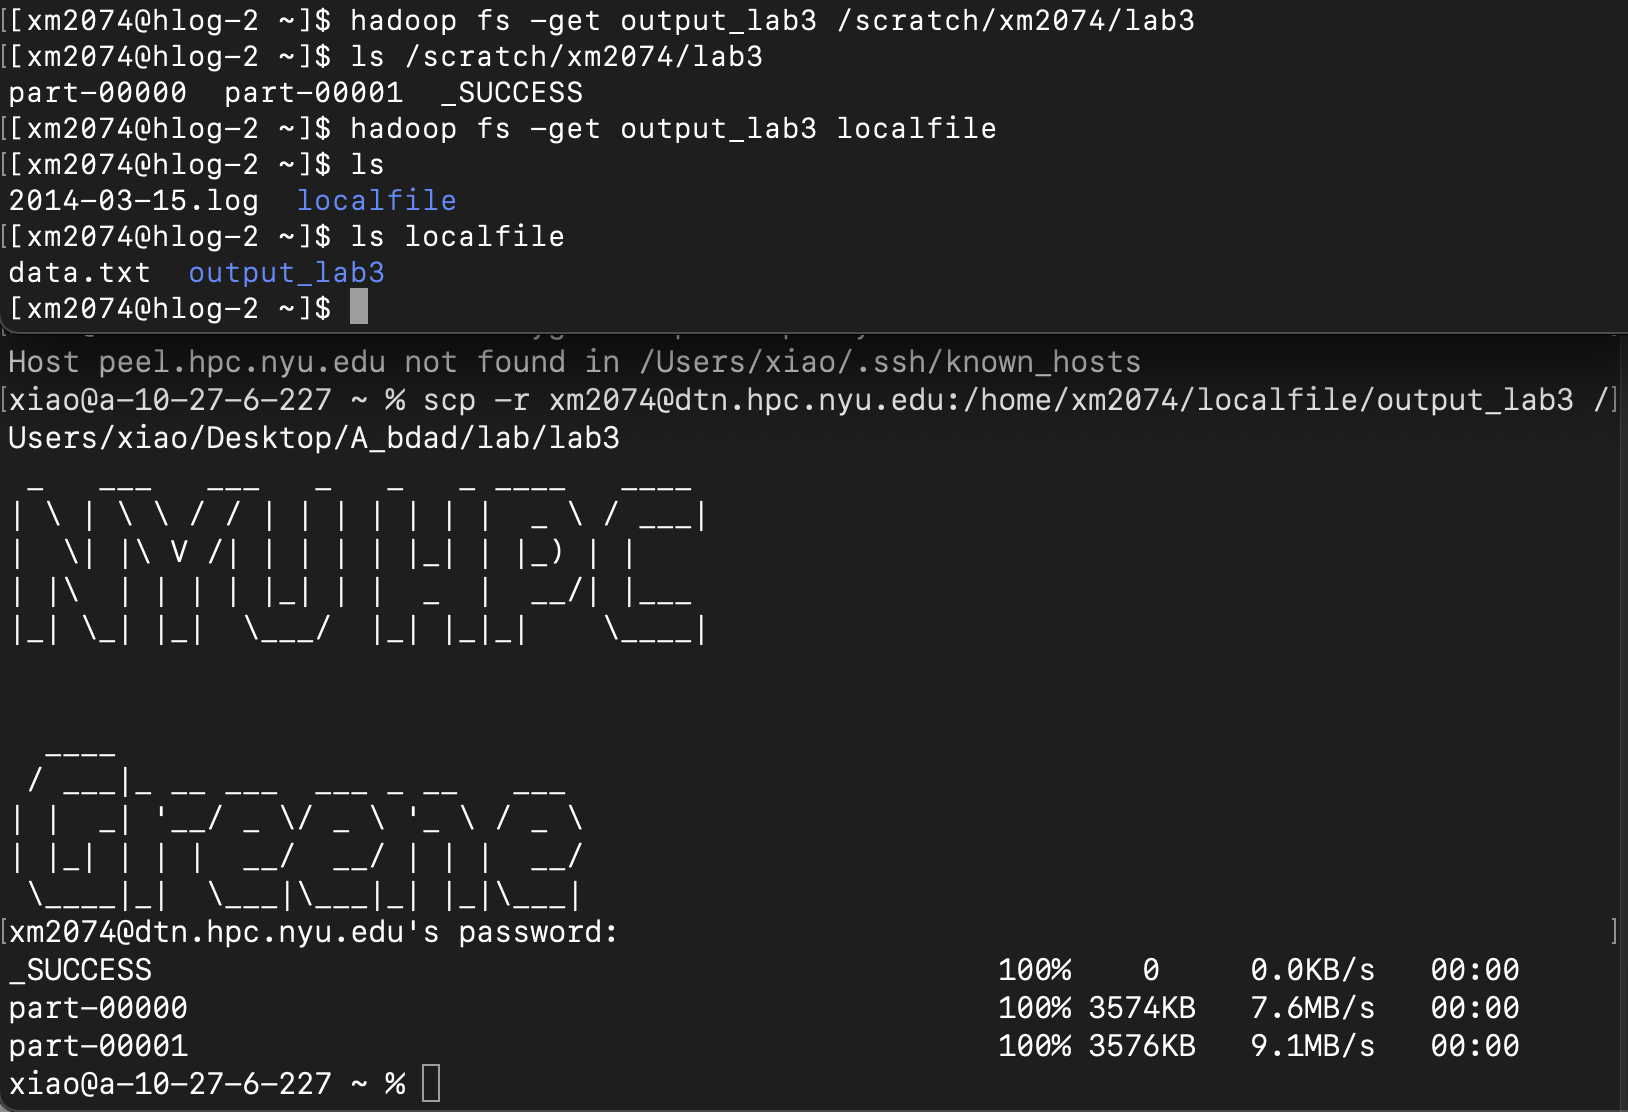 [[xm2074@hlog-2 ~]$ hadoop fs -get output_lab3 /scratch/xm2074/lab3
[[xm2074@hlog-2 ~]$ ls /scratch/xm2074/lab3
part-00000  part-00001  _SUCCESS
[[xm2074@hlog-2 ~]$ hadoop fs -get output_lab3 localfile
[[xm2074@hlog-2 ~]$ ls
2014-03-15.log  localfile
[[xm2074@hlog-2 ~]$ ls localfile
data.txt  output_lab3
[xm2074@hlog-2 ~]$
Host peel.hpc.nyu.edu not found in /Users/xiao/.ssh/known_hosts
[xiao@a-10-27-6-227 ~ % scp -r xm2074@dtn.hpc.nyu.edu:/home/xm2074/localfile/output_lab3 /]
Users/xiao/Desktop/A_bdad/lab/lab3
NYU HPC
Greene
[xm2074@dtn.hpc.nyu.edu's password: ]
_SUCCESS 100% 0 0.0KB/s 00:00
part-00000 100% 3574KB 7.6MB/s 00:00
part-00001 100% 3576KB 9.1MB/s 00:00
xiao@a-10-27-6-227 ~ %